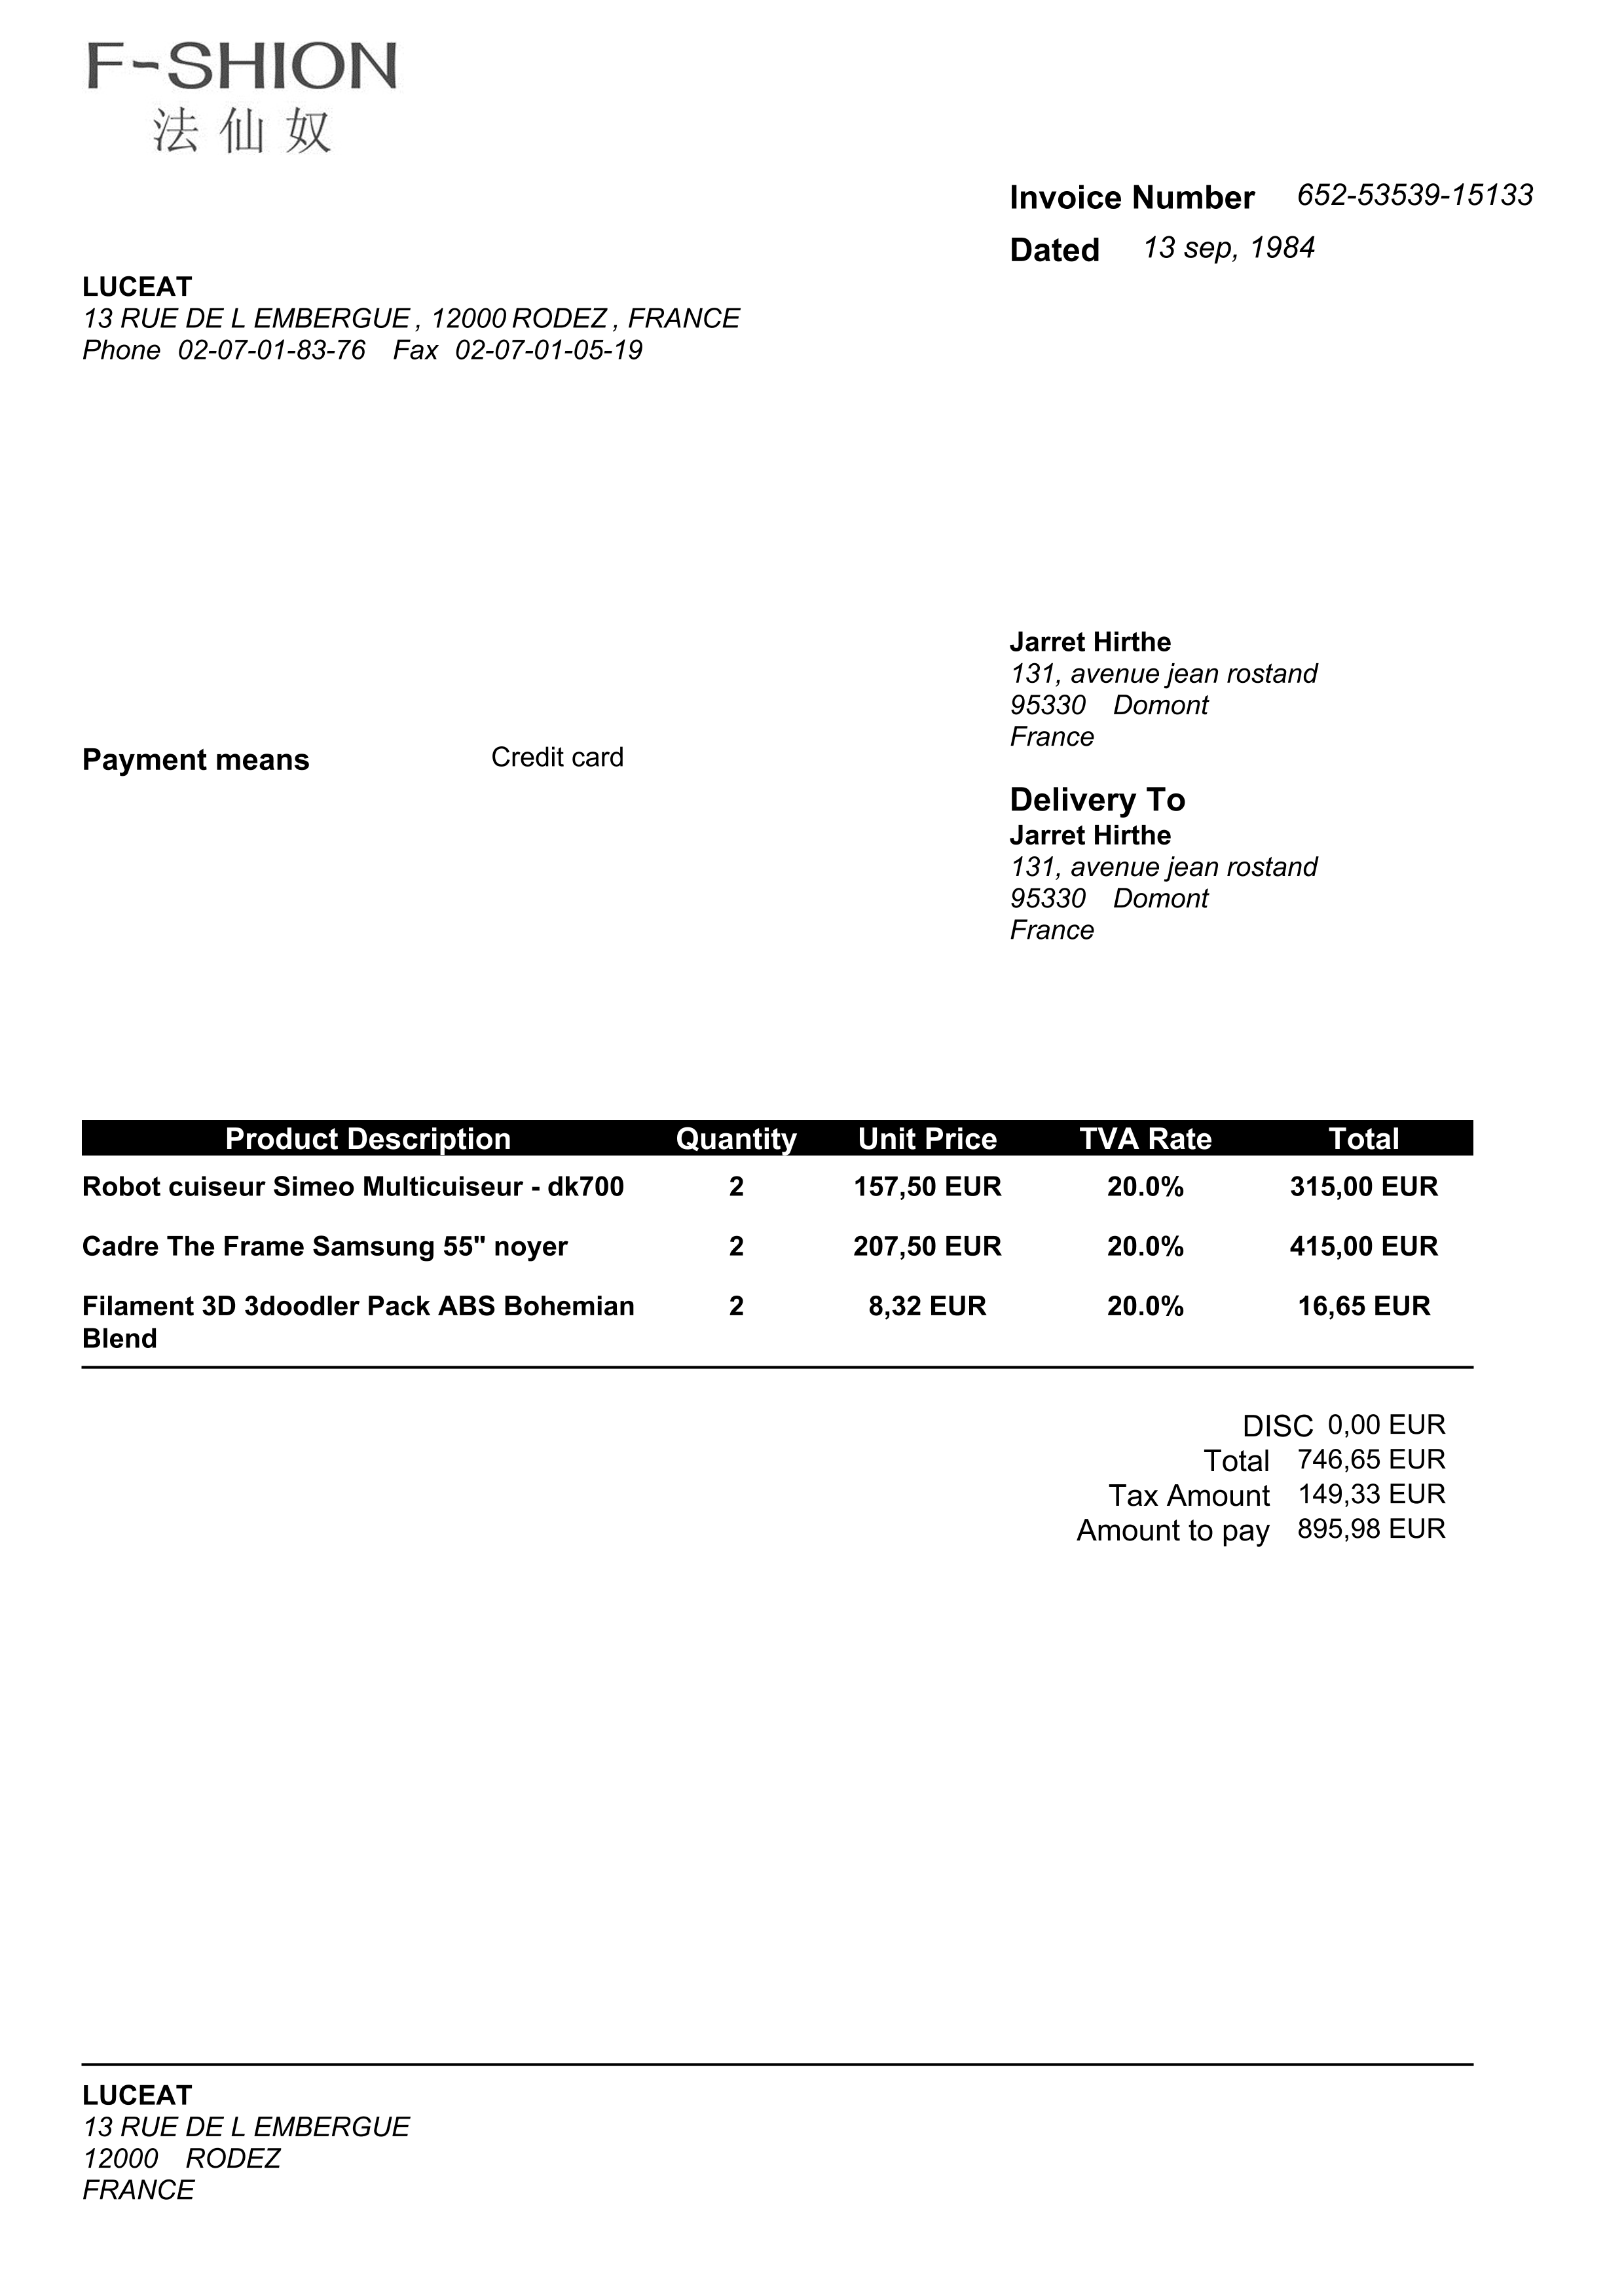 F-SHION
法仙奴
Invoice Number 652-53539-15133
Dated 13 sep, 1984
LUCEAT
13 RUE DE L EMBERGUE , 12000 RODEZ , FRANCE
Phone 02-07-01-83-76 Fax 02-07-01-05-19
Jarret Hirthe
131, avenue jean rostand
95330 Domont
France
Payment means Credit card
Delivery To
Jarret Hirthe
131, avenue jean rostand
95330 Domont
France
Product Description Quantity Unit Price TVA Rate Total
Robot cuiseur Simeo Multicuiseur - dk700 2 157,50 EUR 20.0% 315,00 EUR
Cadre The Frame Samsung 55" noyer 2 207,50 EUR 20.0% 415,00 EUR
Filament 3D 3doodler Pack ABS Bohemian 2 8,32 EUR 20.0% 16,65 EUR
Blend
DISC 0,00 EUR
Total 746,65 EUR
Tax Amount 149,33 EUR
Amount to pay 895,98 EUR
LUCEAT
13 RUE DE L EMBERGUE
12000 RODEZ
FRANCE